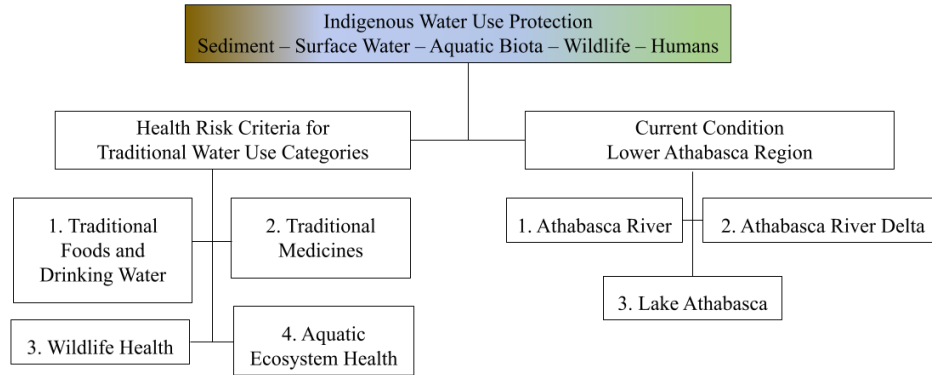 Indigenous Water Use Protection
Sediment – Surface Water – Aquatic Biota – Wildlife – Humans
Health Risk Criteria for
Traditional Water Use Categories
Current Condition
Lower Athabasca Region
1. Traditional
Foods and
Drinking Water
2. Traditional
Medicines
1. Athabasca River
2. Athabasca River Delta
3. Lake Athabasca
3. Wildlife Health
4. Aquatic
Ecosystem Health